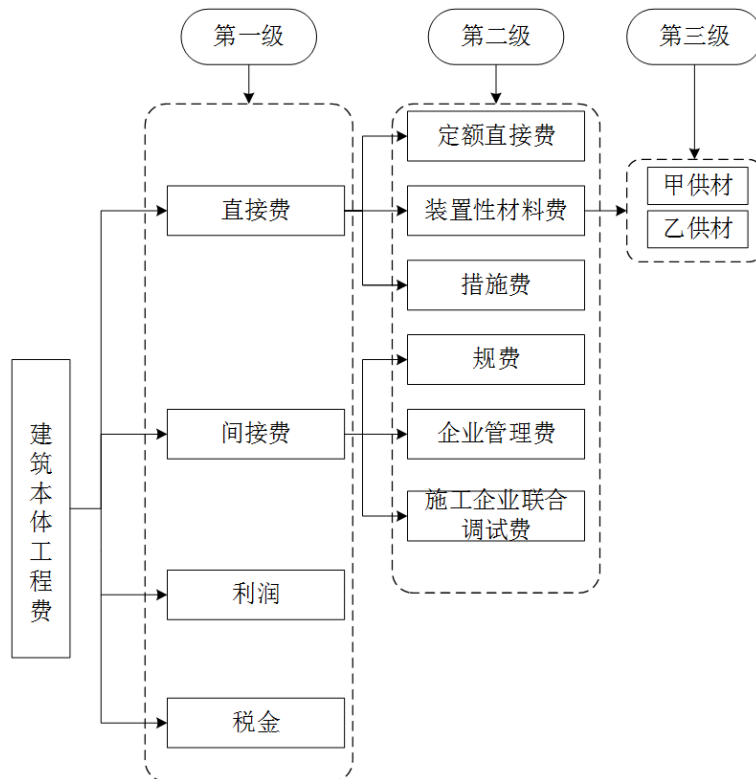 第一级
第二级
第三级
定额直接费
甲供材
直接费
装置性材料费
乙供材
措施费
规费
建筑本体工程费
间接费
企业管理费
施工企业联合
调试费
利润
税金